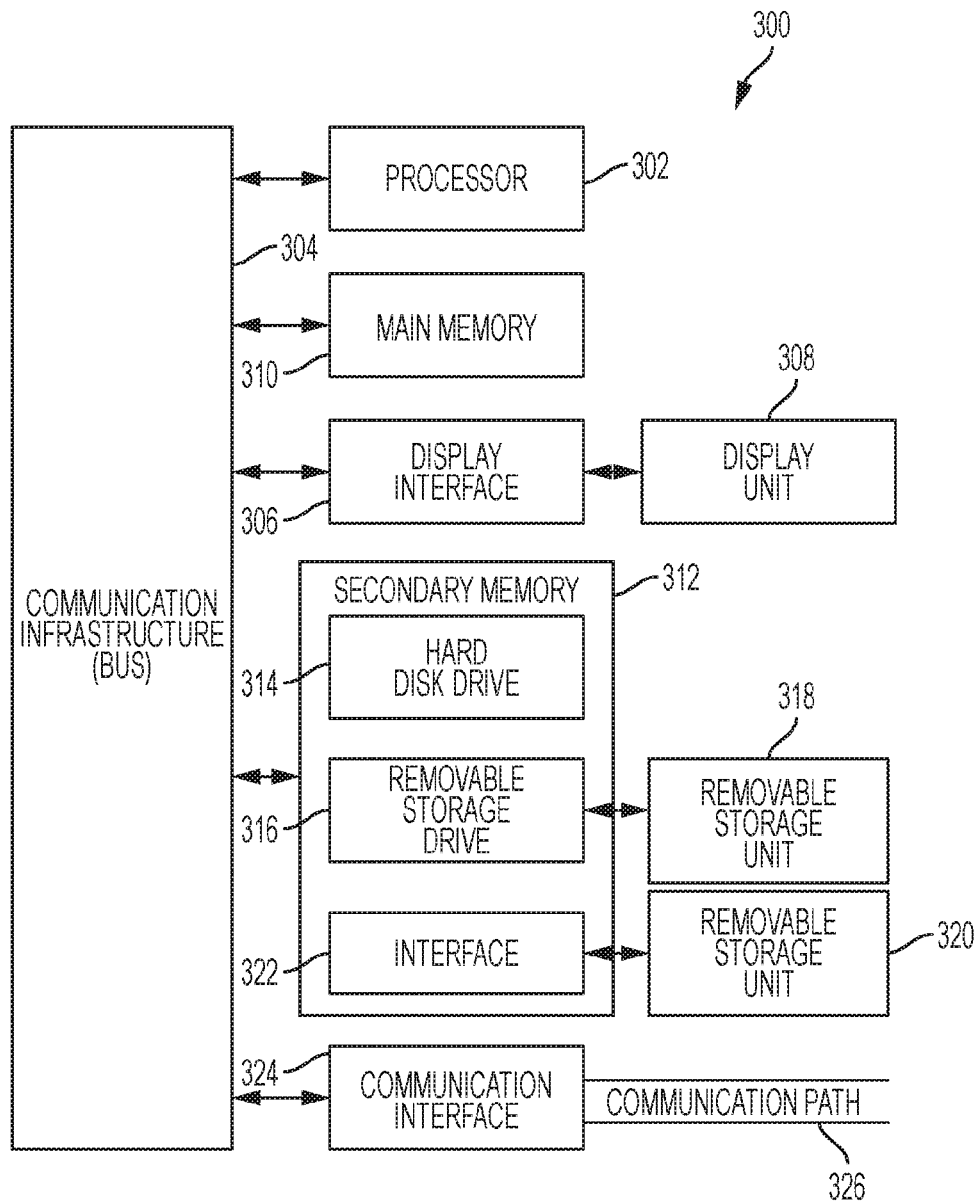 300
PROCESSOR
302
304
MAIN MEMORY
310
308
DISPLAY
INTERFACE
306
DISPLAY
UNIT
COMMUNICATION
INFRASTRUCTURE
(BUS)
SECONDARY MEMORY
312
HARD
DISK DRIVE
314
318
REMOVABLE
STORAGE
DRIVE
316
REMOVABLE
STORAGE
UNIT
INTERFACE
322
REMOVABLE
STORAGE
UNIT
320
324
COMMUNICATION
INTERFACE
COMMUNICATION PATH
326